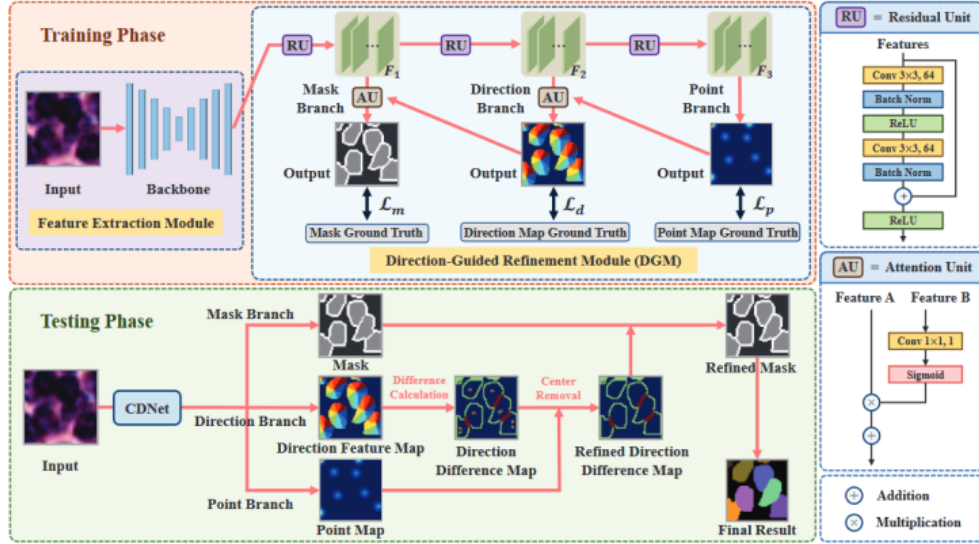 Training Phase
Input
Backbone
Feature Extraction Module
RU
RU
RU
F1
F2
F3
Mask
Branch
AU
Direction
Branch
AU
Point
Branch
Output
Output
Output
ℒm
ℒd
ℒp
Mask Ground Truth
Direction Map Ground Truth
Point Map Ground Truth
Direction-Guided Refinement Module (DGM)
RU = Residual Unit
Features
Conv 3×3, 64
Batch Norm
ReLU
Conv 3×3, 64
Batch Norm
ReLU
AU = Attention Unit
Feature A
Feature B
Conv 1×1, 1
Sigmoid
Addition
Multiplication
Testing Phase
Input
CDNet
Mask Branch
Mask
Direction Branch
Direction Feature Map
Point Branch
Point Map
Difference
Calculation
Direction
Difference Map
Center
Removal
Refined Direction
Difference Map
Refined Mask
Final Result